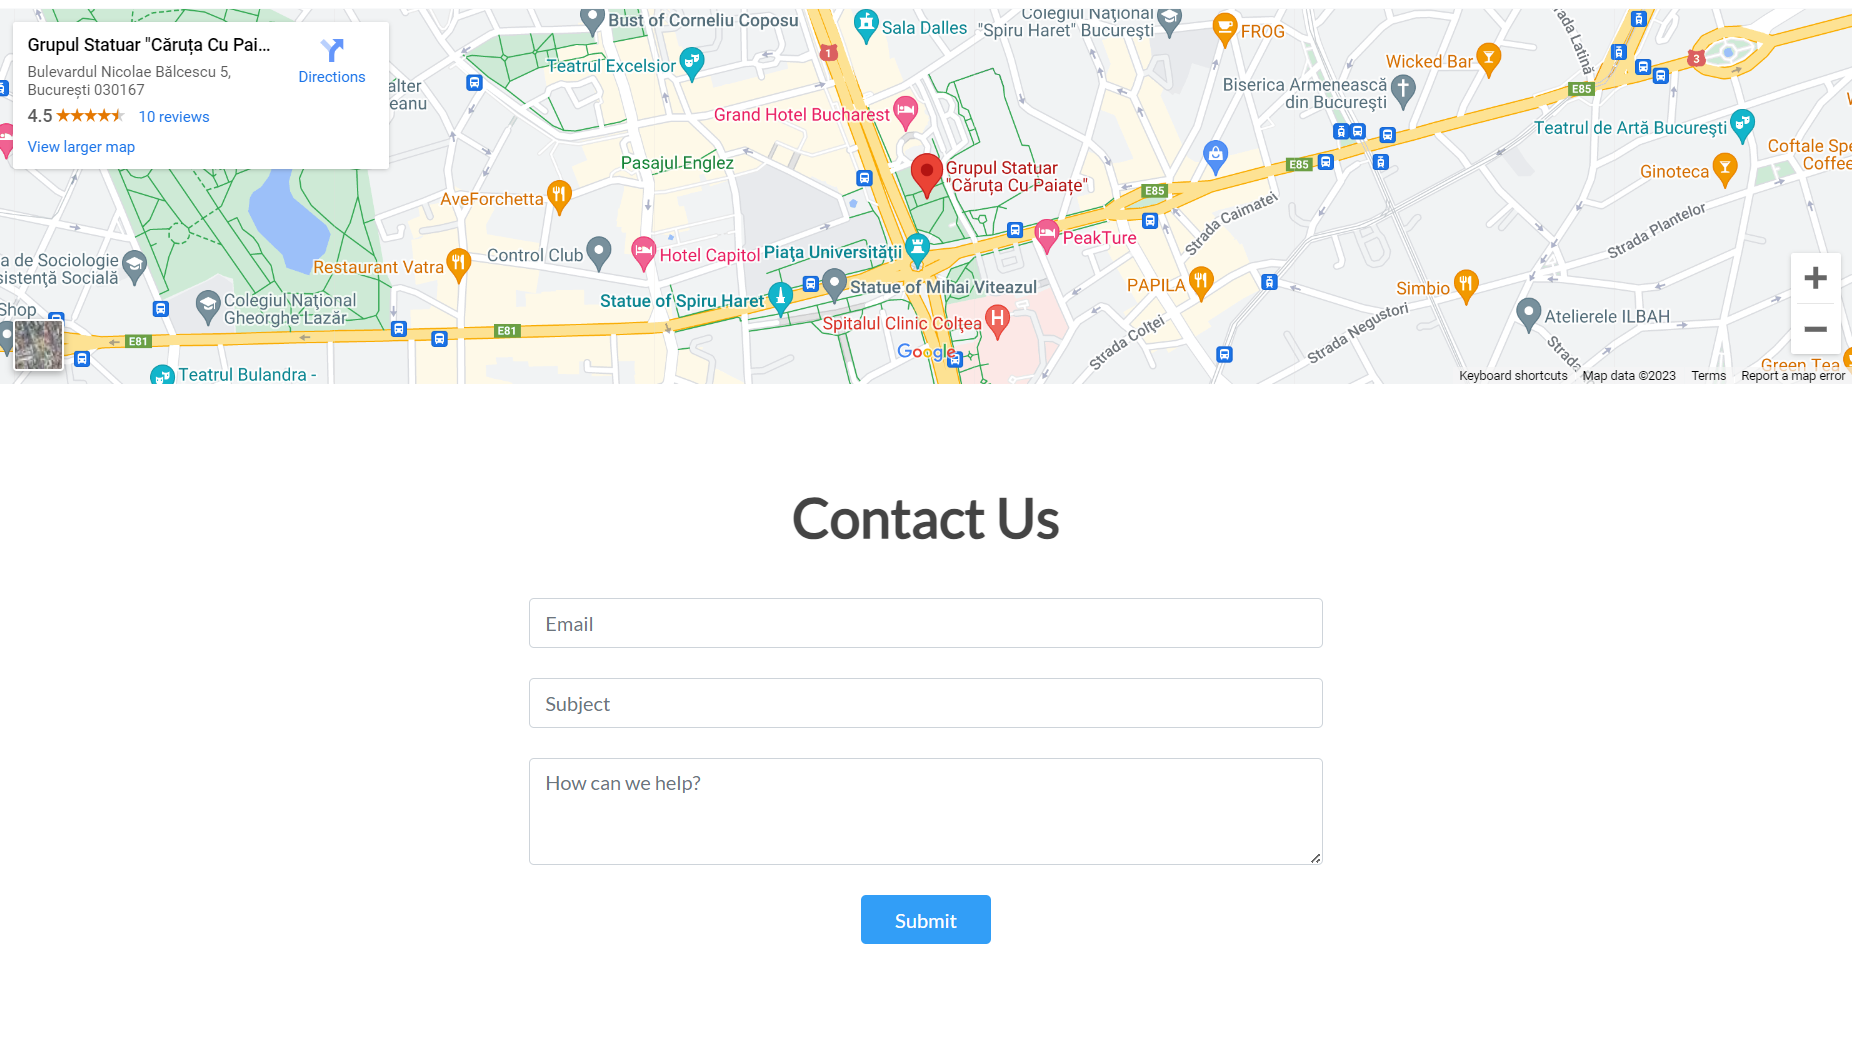 Grupul Statuar "Căruța Cu Pai...
Bulevardul Nicolae Bălcescu 5,
București 030167
4.5
10 reviews
View larger map
Directions
Bust of Corneliu Coposu
Sala Dalles
Colegiul Național
"Spiru Haret" București
FROG
Strada Latină
Teatrul Excelsior
1
Wicked Bar
3
Biserica Armenească
din București
E85
Grand Hotel Bucharest
Teatrul de Artă București
Coftale Spe
Coffee
Pasajul Englez
Grupul Statuar
"Căruța Cu Paiațe"
E85
Ginoteca
AveForchetta
E85
Strada Caimatei
Strada Plantelor
PeakTure
Control Club
Hotel Capitol
Piața Universității
a de Sociologie
sistență Socială
Restaurant Vatra
Statue of Mihai Viteazul
PAPILA
Simbio
Colegiul Național
Gheorghe Lazăr
Statue of Spiru Haret
Shop
Spitalul Clinic Colțea
H
Strada Colței
Strada Negustori
Atelierele ILBAH
E81
E81
Strada
Google
Green Tea
Teatrul Bulandra -
Keyboard shortcuts
Map data ©2023
Terms
Report a map error
Contact Us
Email
Subject
How can we help?
Submit